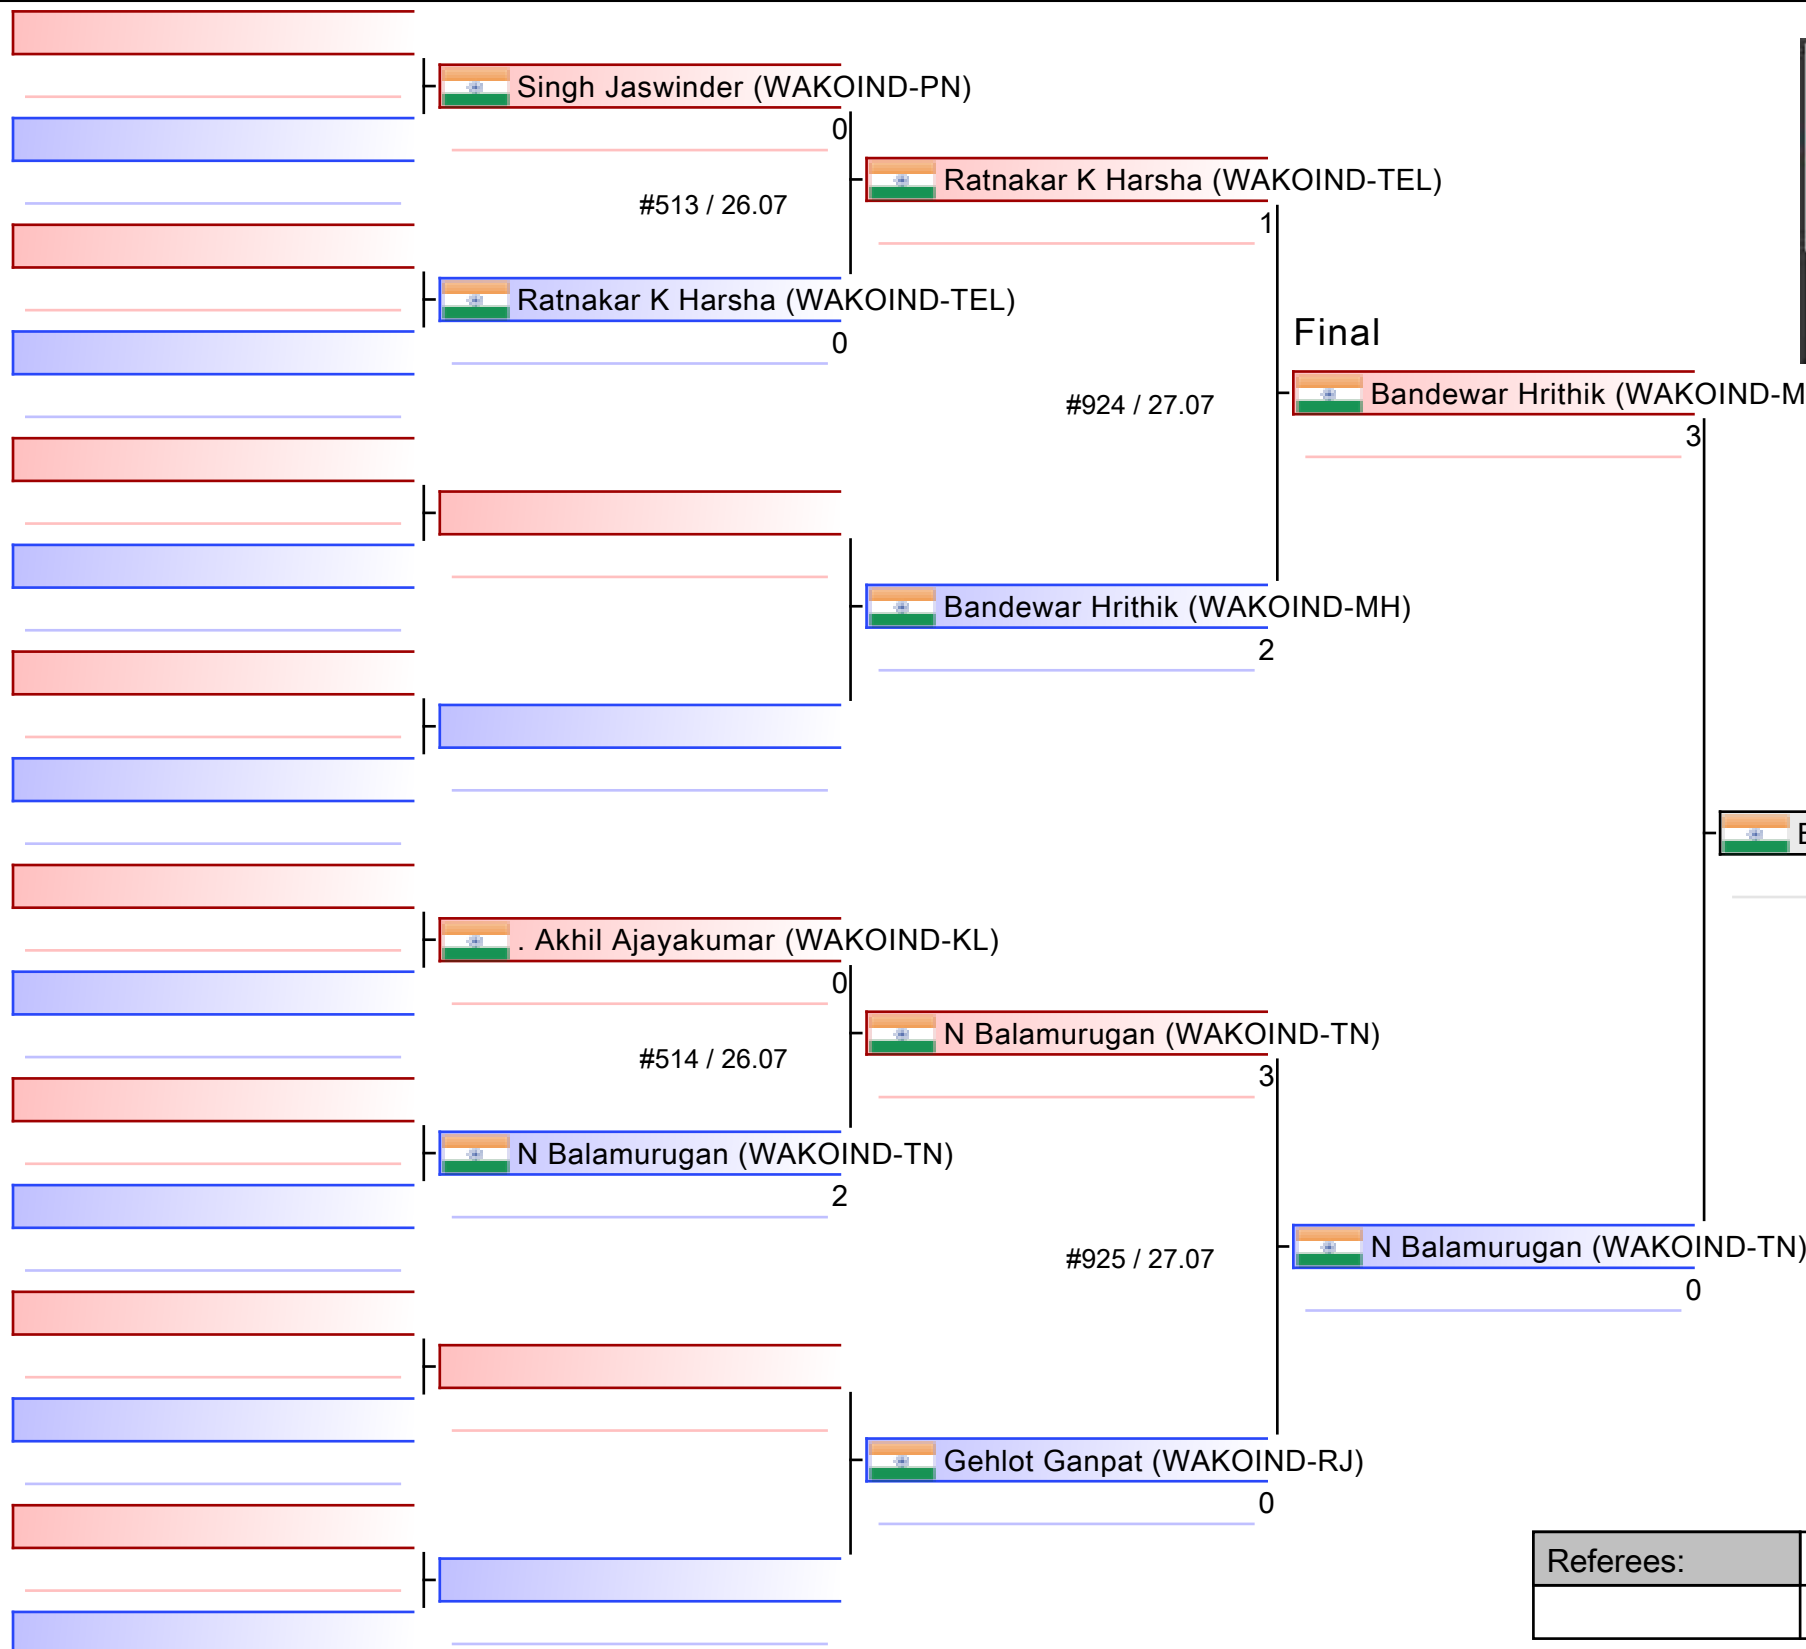 Singh Jaswinder (WAKOIND-PN)
0
#513 / 26.07
Ratnakar K Harsha (WAKOIND-TEL)
0
Ratnakar K Harsha (WAKOIND-TEL)
1
#924 / 27.07
Bandewar Hrithik (WAKOIND-MH)
2
Final
Bandewar Hrithik (WAKOIND-M
3
. Akhil Ajayakumar (WAKOIND-KL)
0
#514 / 26.07
N Balamurugan (WAKOIND-TN)
2
N Balamurugan (WAKOIND-TN)
3
#925 / 27.07
Gehlot Ganpat (WAKOIND-RJ)
0
N Balamurugan (WAKOIND-TN)
0
Referees: